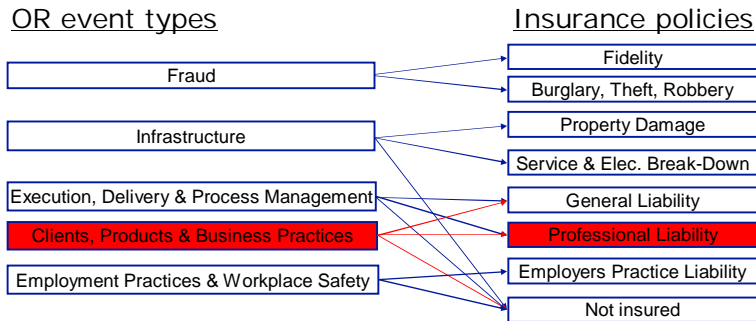 OR event types
Insurance policies
Fraud
Infrastructure
Execution, Delivery & Process Management
Clients, Products & Business Practices
Employment Practices & Workplace Safety
Fidelity
Burglary, Theft, Robbery
Property Damage
Service & Elec. Break-Down
General Liability
Professional Liability
Employers Practice Liability
Not insured